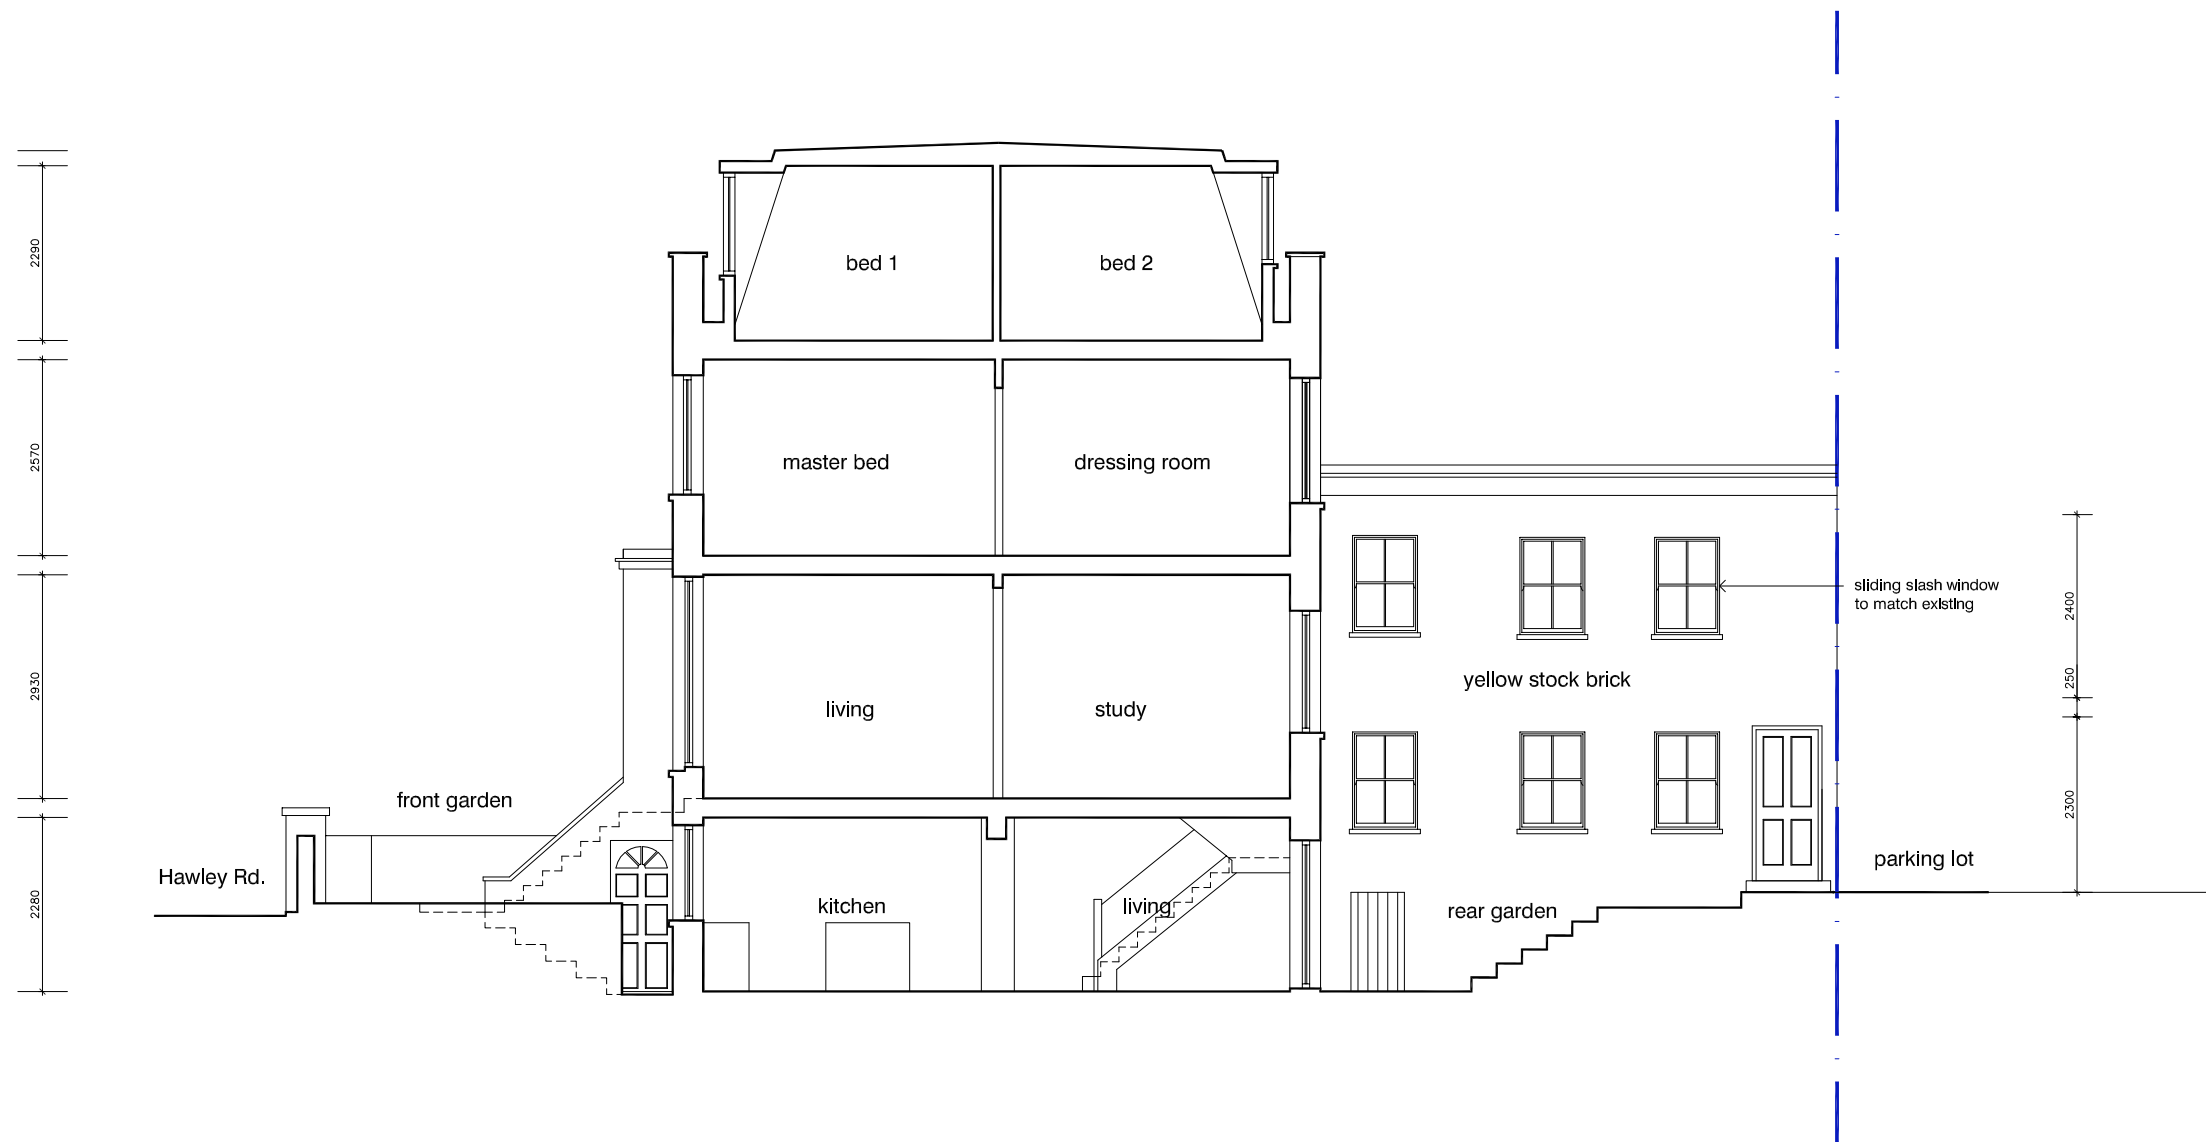 2290
bed 1
bed 2
2570
master bed
dressing room
sliding slash window
to match existing
2400
2930
250
yellow stock brick
living
study
front garden
2300
Hawley Rd.
parking lot
2280
kitchen
living
rear garden